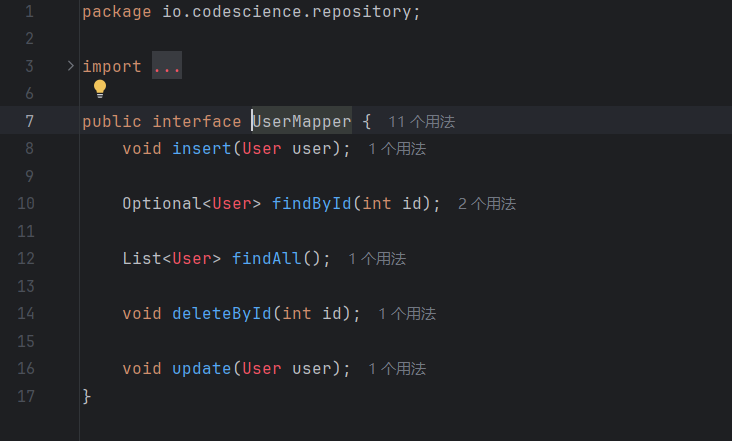 1 package io.codescience.repository;
2
3 import ...
6
7 public interface UserMapper { 11 个用法
8 void insert(User user); 1 个用法
9
10 Optional<User> findById(int id); 2 个用法
11
12 List<User> findAll(); 1 个用法
13
14 void deleteById(int id); 1 个用法
15
16 void update(User user); 1 个用法
17 }